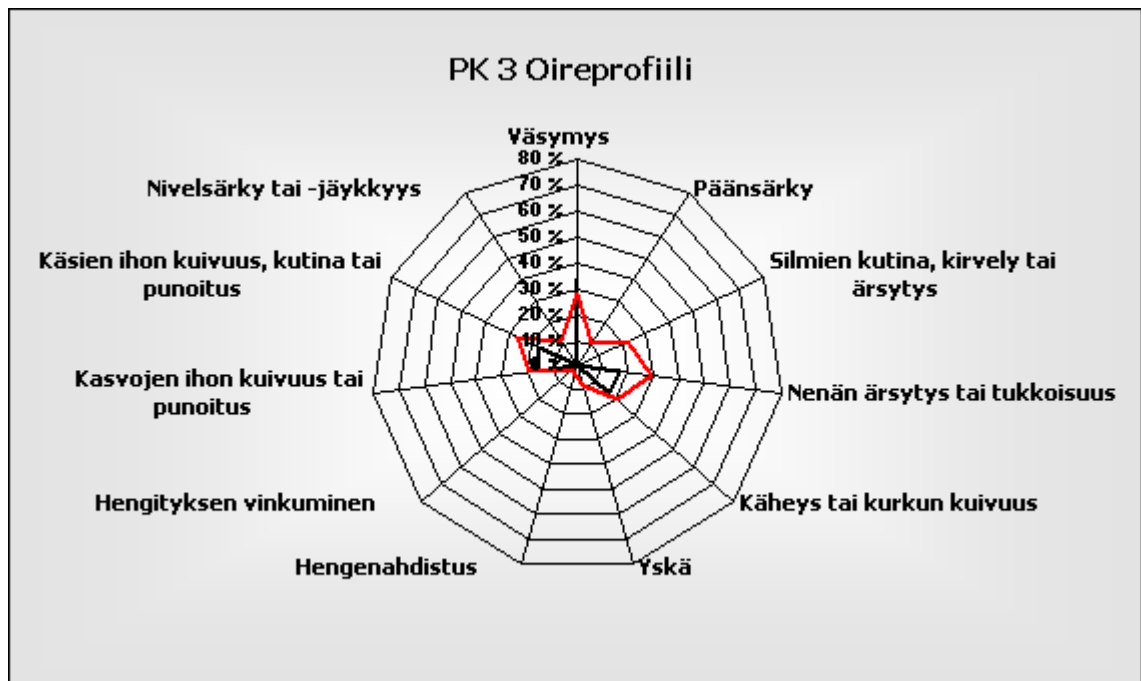 PK 3 Oireprofiili
Väsymys
80 %
70 %
60 %
50 %
40 %
30 %
20 %
10 %
Päänsärky
Silmien kutina, kirvely tai
ärsytys
Nenän ärsytys tai tukkoisuus
Käheys tai kurkun kuivuus
Yskä
Hengenahdistus
Hengityksen vinkuminen
Kasvojen ihon kuivuus tai
punoitus
Käsien ihon kuivuus, kutina tai
punoitus
Nivelsärky tai -jäykkyys